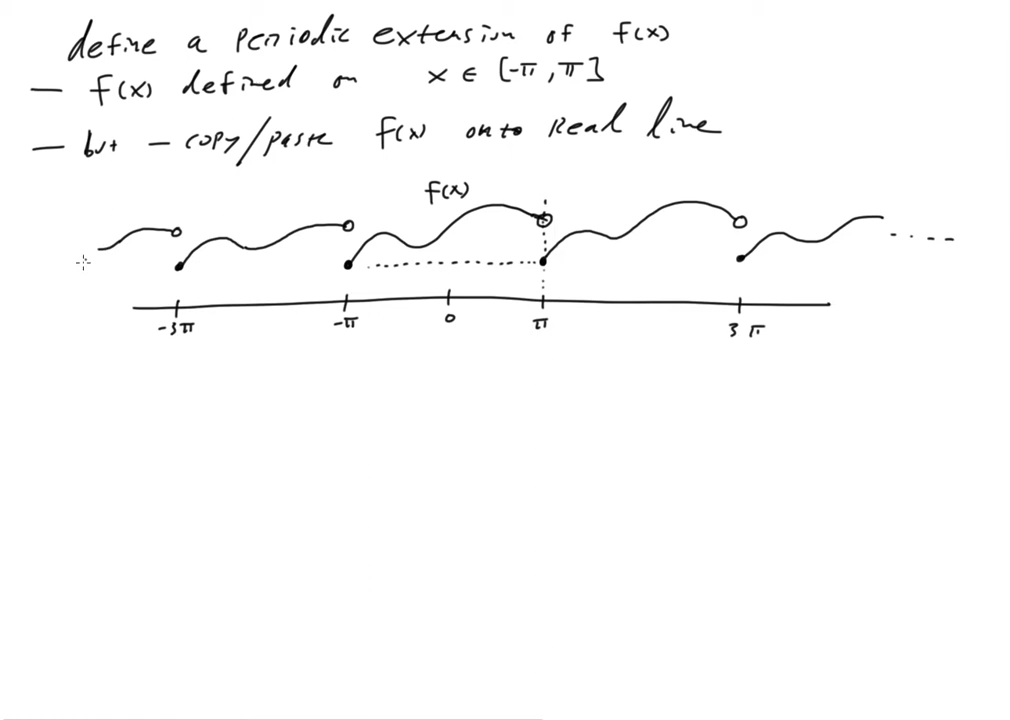 define a periodic extension of f(x)
— f(x) defined on x ∈ [-π, π]
— but — copy/paste f(x) onto Real line
f(x)
-3π -π 0 π 3π